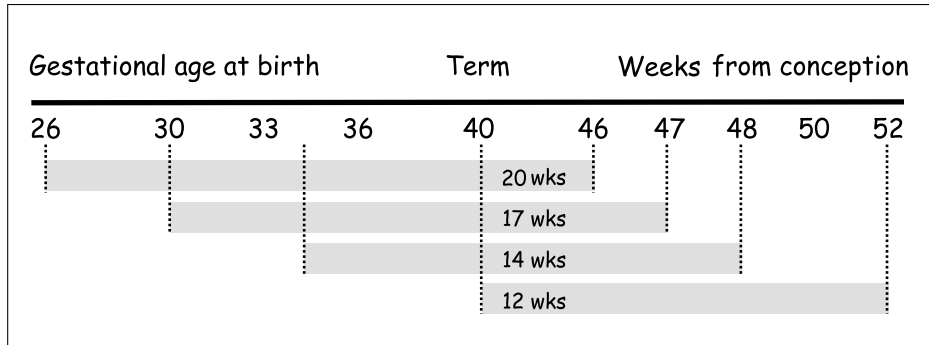 Gestational age at birth Term Weeks from conception
26 30 33 36 40 46 47 48 50 52
20 wks
17 wks
14 wks
12 wks